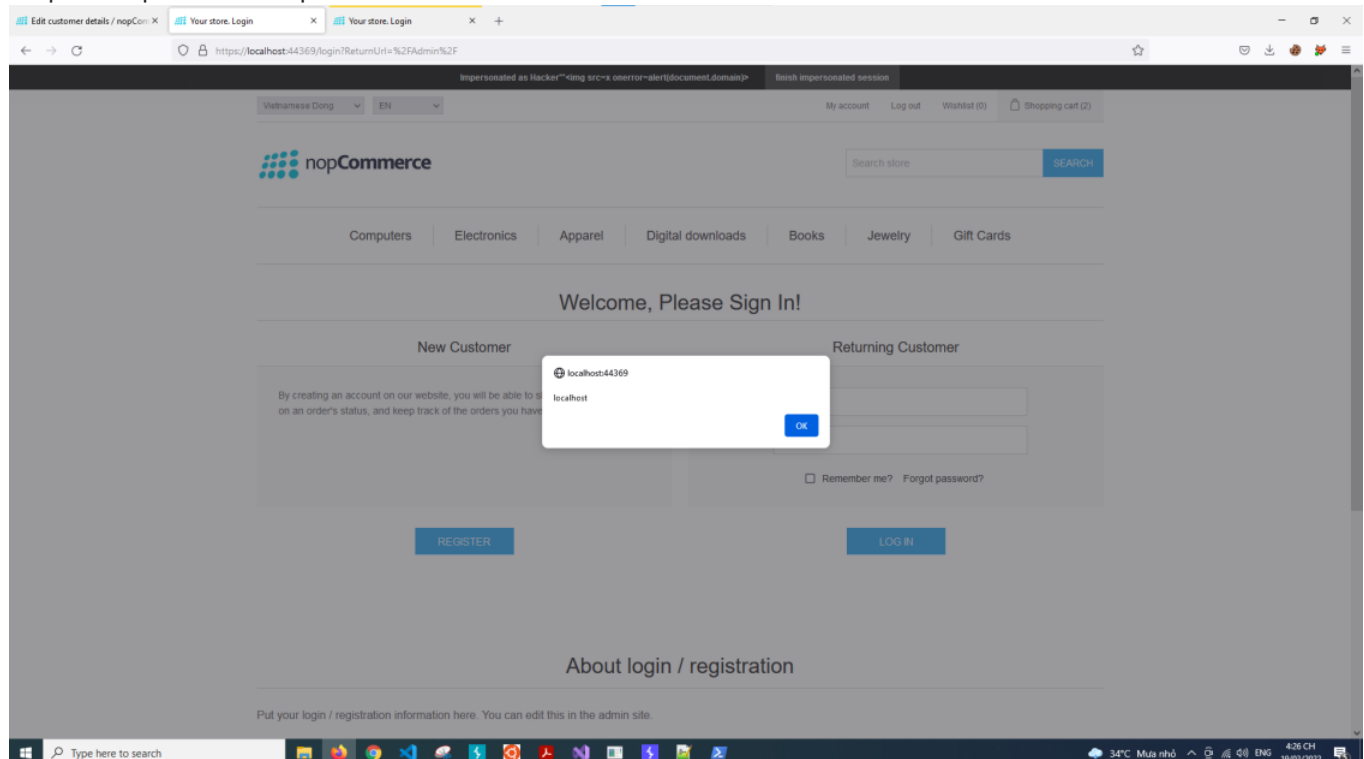 Edit customer details / nopCom
Your store. Login
Your store. Login
https://localhost:44369/login?ReturnUrl=%2FAdmin%2F
Impersonated as Hacker'"<img src=x onerror=alert(document.domain)>
finish impersonated session
Vietnamese Dong
EN
My account
Log out
Wishlist (0)
Shopping cart (2)
nopCommerce
Search store
SEARCH
Computers
Electronics
Apparel
Digital downloads
Books
Jewelry
Gift Cards
Welcome, Please Sign In!
New Customer
Returning Customer
By creating an account on our website, you will be able to s
on an order's status, and keep track of the orders you have
localhost:44369
localhost
OK
Remember me?
Forgot password?
REGISTER
LOG IN
About login / registration
Put your login / registration information here. You can edit this in the admin site.
Type here to search
34°C Mưa nhỏ
ENG
4:26 CH
19/03/2022